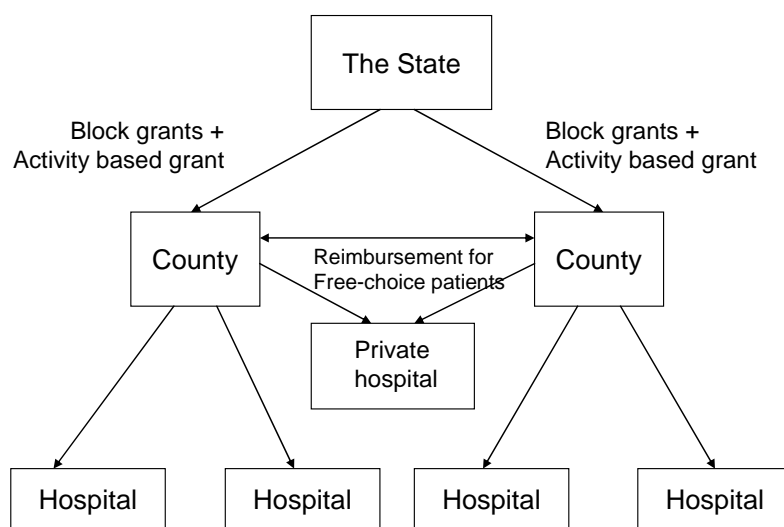 The State
Block grants +
Activity based grant
Block grants +
Activity based grant
County
Reimbursement for
Free-choice patients
County
Private
hospital
Hospital
Hospital
Hospital
Hospital